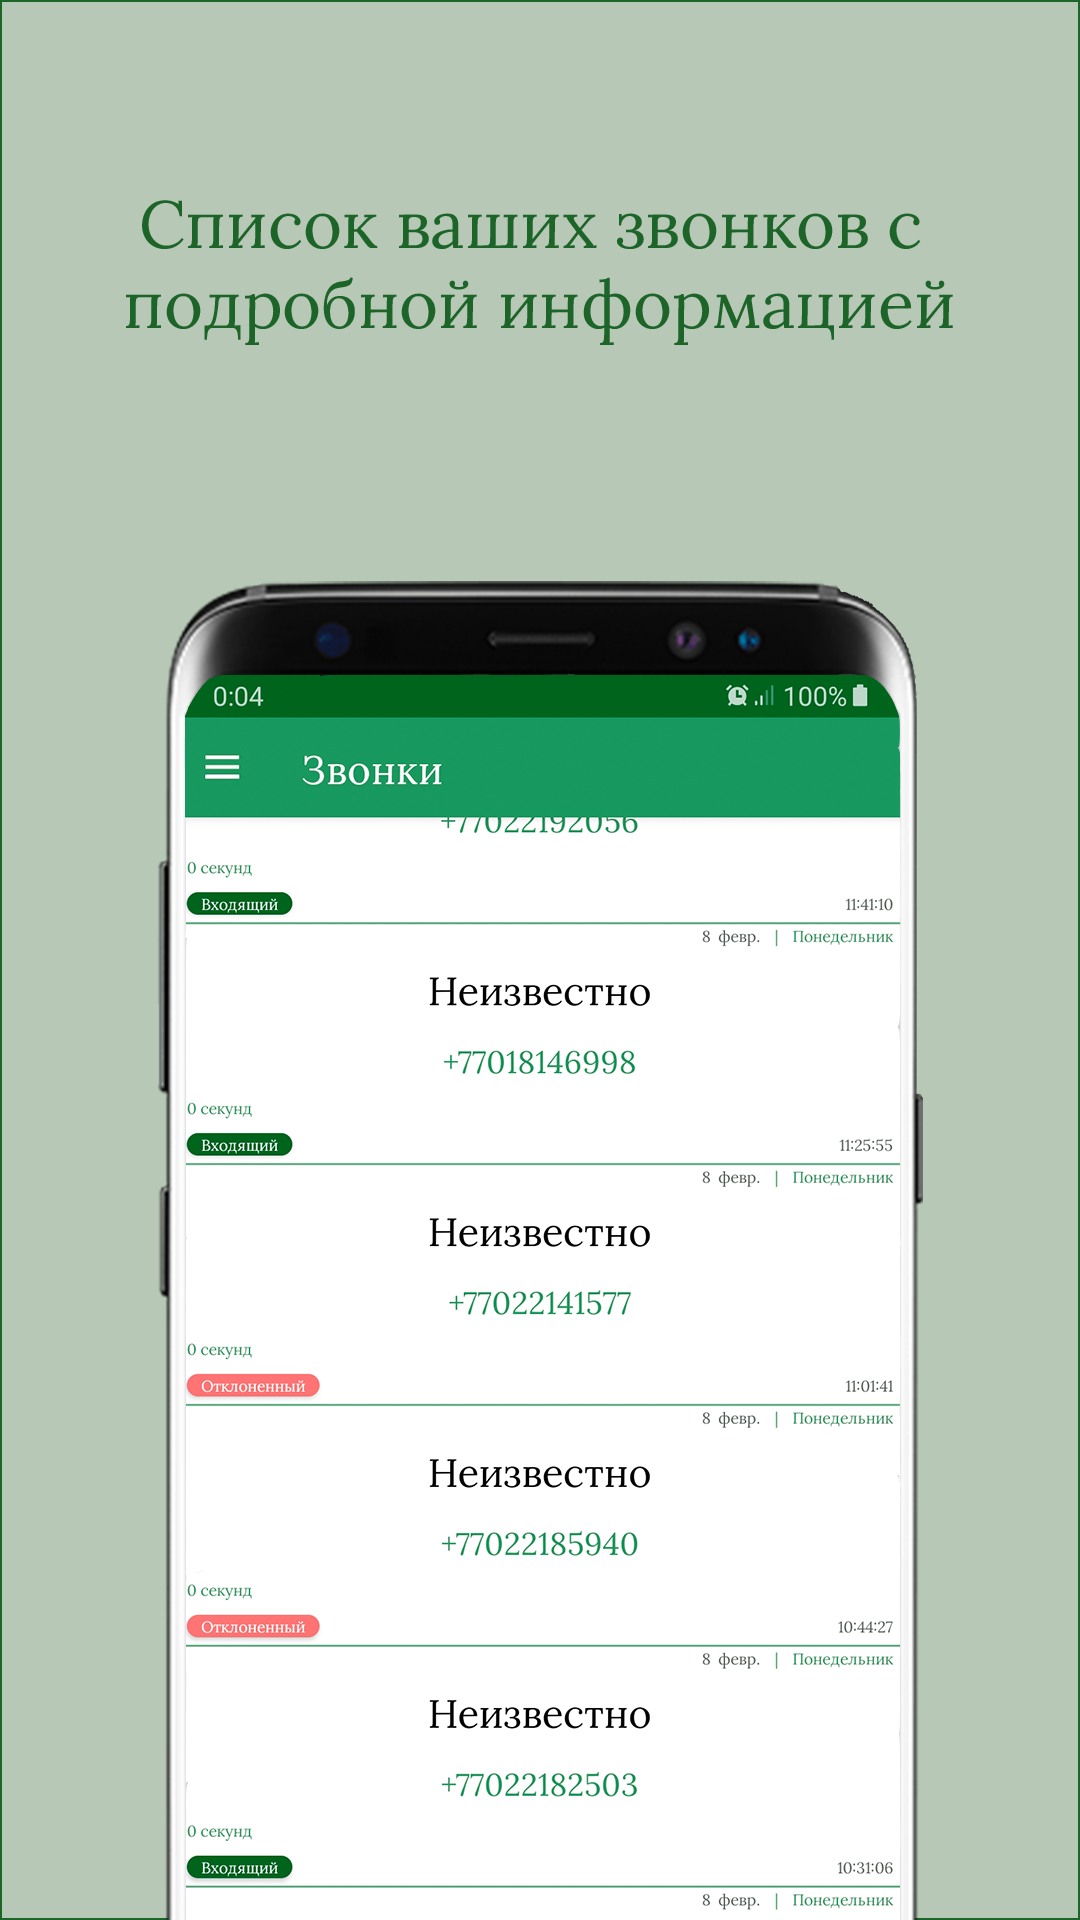 Список ваших звонков с
подробной информацией
0:04 100%
Звонки
+77022192056
0 секунд
Входящий 11:41:10
8 февр. | Понедельник
Неизвестно
+77018146998
0 секунд
Входящий 11:25:55
8 февр. | Понедельник
Неизвестно
+77022141577
0 секунд
Отклоненный 11:01:41
8 февр. | Понедельник
Неизвестно
+77022185940
0 секунд
Отклоненный 10:44:27
8 февр. | Понедельник
Неизвестно
+77022182503
0 секунд
Входящий 10:31:06
8 февр. | Понедельник